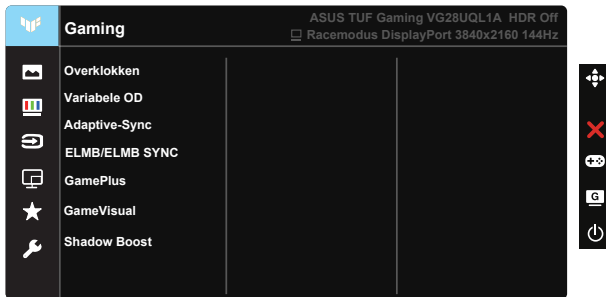 ASUS TUF Gaming VG28UQL1A HDR Off
Gaming
Racemodus DisplayPort 3840x2160 144Hz
Overklokken
Variabele OD
Adaptive-Sync
ELMB/ELMB SYNC
GamePlus
GameVisual
Shadow Boost
G